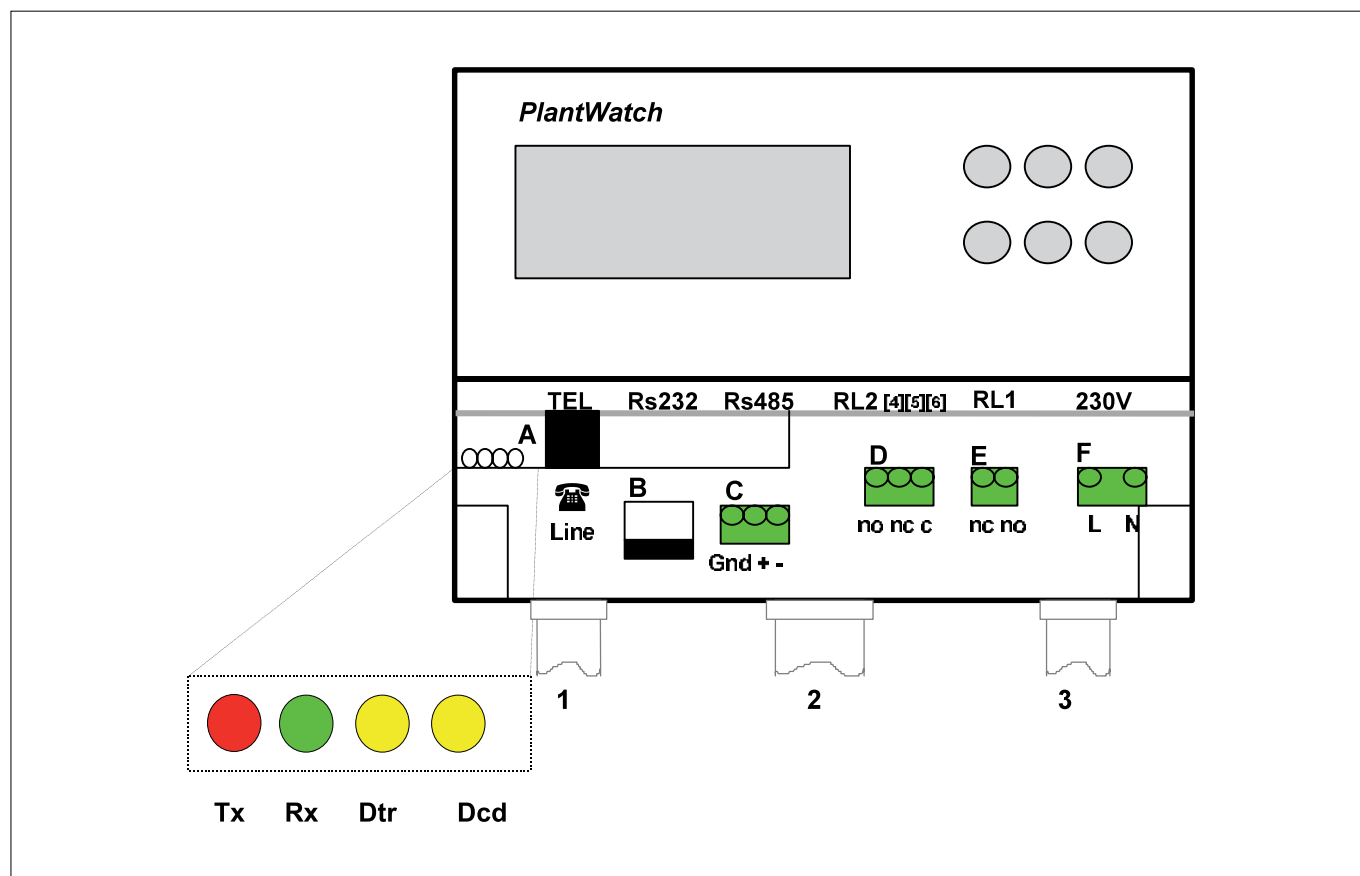 PlantWatch
TEL Rs232 Rs485 RL2 [4][5][6] RL1 230V
A
B C D E F
Line
no nc c nc no L N
Gnd + -
1 2 3
Tx Rx Dtr Dcd